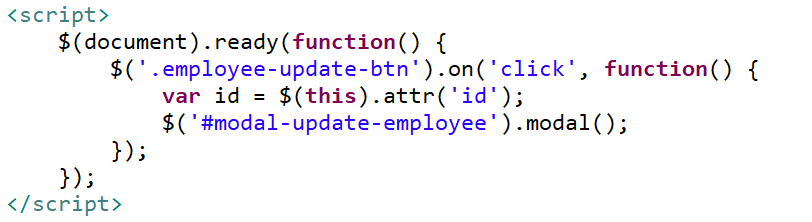 <script>
    $(document).ready(function() {
        $('.employee-update-btn').on('click', function() {
            var id = $(this).attr('id');
            $('#modal-update-employee').modal();
        });
    });
</script>